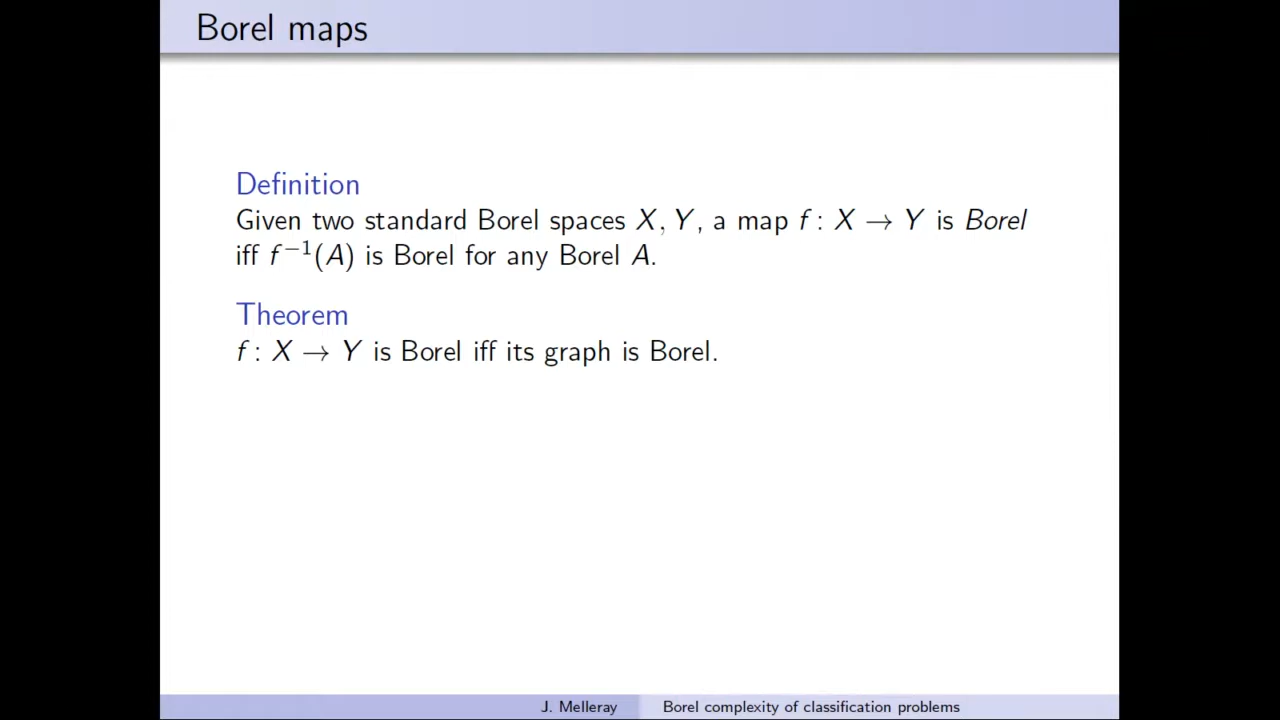 Borel maps
Definition
Given two standard Borel spaces X, Y, a map f : X → Y is Borel
iff f⁻¹(A) is Borel for any Borel A.
Theorem
f : X → Y is Borel iff its graph is Borel.
J. Melleray Borel complexity of classification problems